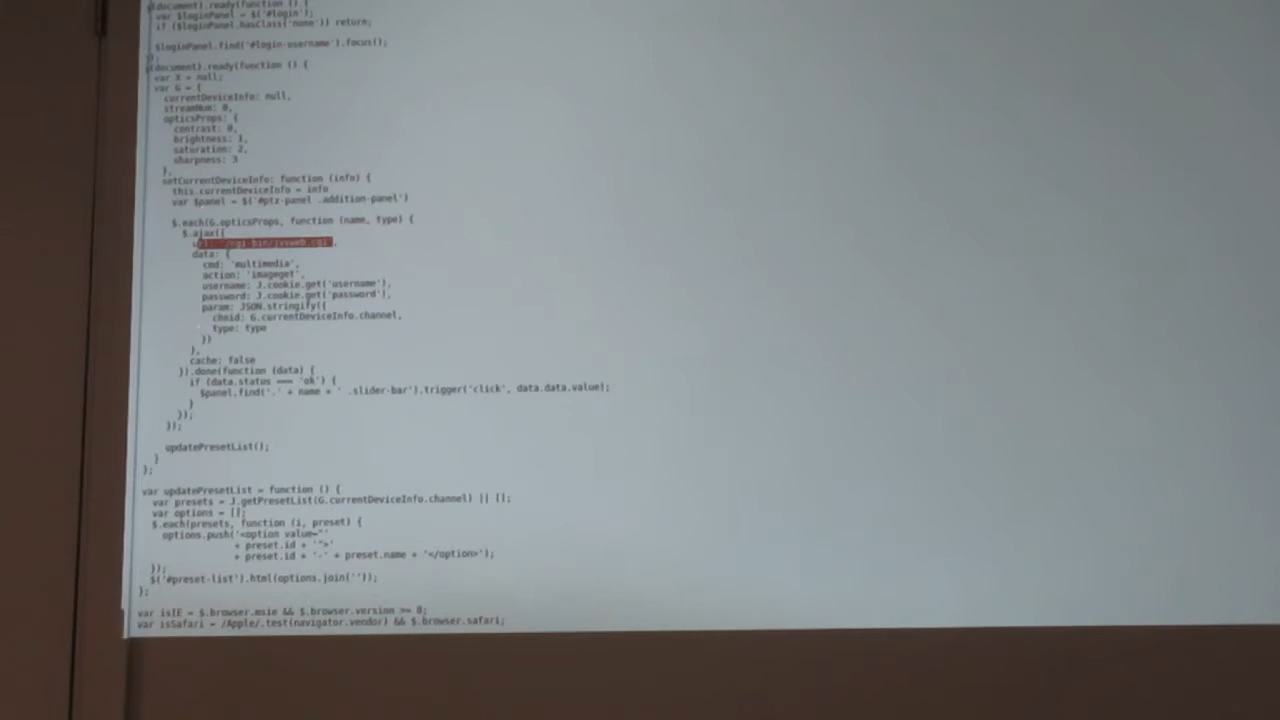 (document).ready(function () {
var $loginPanel = $('#login');
if ($loginPanel.hasClass('none')) return;
$loginPanel.find('#login-username').focus();
});
(document).ready(function () {
var X = null;
var G = {
currentDeviceInfo: null,
streamNum: 0,
opticsProps: {
contrast: 0,
brightness: 1,
saturation: 2,
sharpness: 3
},
setCurrentDeviceInfo: function (info) {
this.currentDeviceInfo = info
var $panel = $('#ptz-panel .addition-panel')
$.each(G.opticsProps, function (name, type) {
$.ajax({
url: '/cgi-bin/jvsweb.cgi',
data: {
cmd: 'multimedia',
action: 'imageget',
username: J.cookie.get('username'),
password: J.cookie.get('password'),
param: JSON.stringify({
chnid: G.currentDeviceInfo.channel,
type: type
})
},
cache: false
}).done(function (data) {
if (data.status === 'ok') {
$panel.find('.' + name + ' .slider-bar').trigger('click', data.data.value);
}
});
});
updatePresetList();
}
};
var updatePresetList = function () {
var presets = J.getPresetList(G.currentDeviceInfo.channel) || [];
var options = [];
$.each(presets, function (i, preset) {
options.push('<option value="'
+ preset.id + '">'
+ preset.id + '-' + preset.name + '</option>');
});
$('#preset-list').html(options.join(''));
};
var isIE = $.browser.msie && $.browser.version >= 8;
var isSafari = /Apple/.test(navigator.vendor) && $.browser.safari;